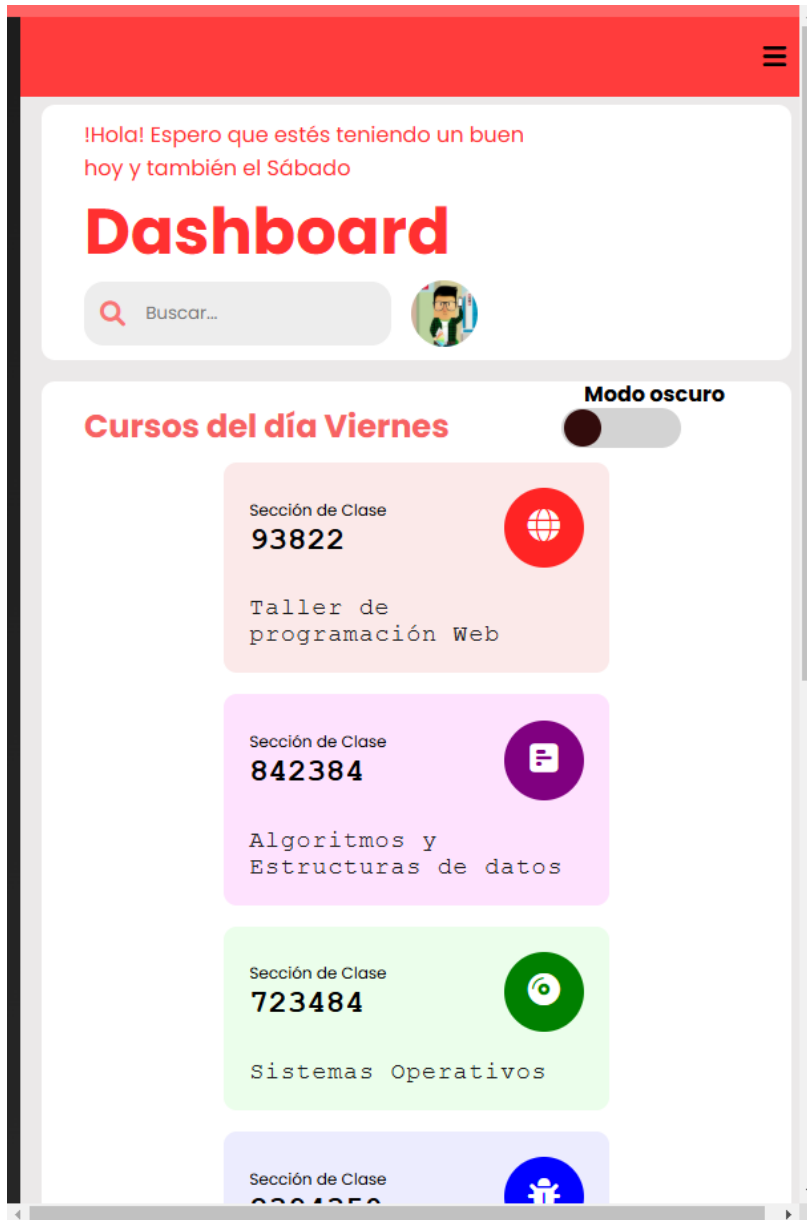 !Hola! Espero que estés teniendo un buen
hoy y también el Sábado
Dashboard
Buscar...
Modo oscuro
Cursos del día Viernes
Sección de Clase
93822
Taller de
programación Web
Sección de Clase
842384
Algoritmos y
Estructuras de datos
Sección de Clase
723484
Sistemas Operativos
Sección de Clase